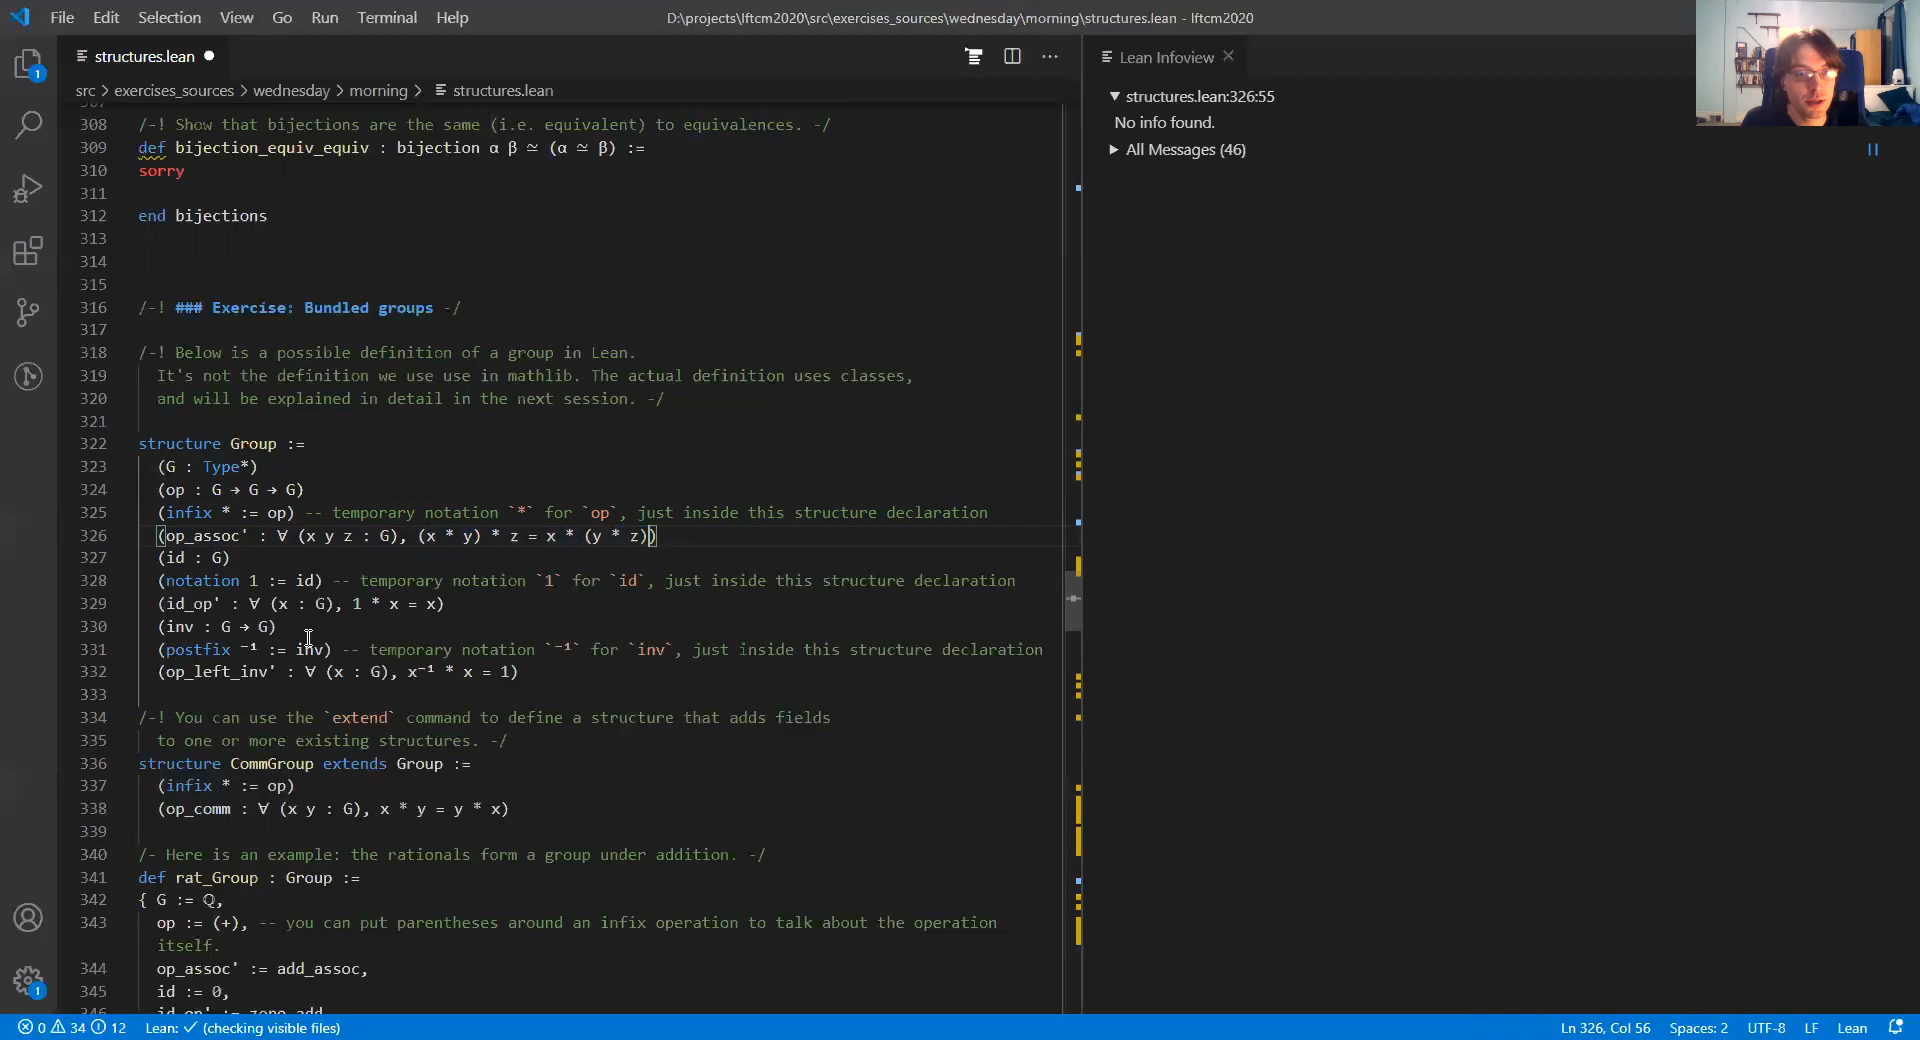 File Edit Selection View Go Run Terminal Help
D:\projects\lftcm2020\src\exercises_sources\wednesday\morning\structures.lean - lftcm2020
structures.lean
src > exercises_sources > wednesday > morning > structures.lean
308 /-! Show that bijections are the same (i.e. equivalent) to equivalences. -/
309 def bijection_equiv_equiv : bijection α β ≃ (α ≃ β) :=
310 sorry
311
312 end bijections
313
314
315
316 /-! ### Exercise: Bundled groups -/
317
318 /-! Below is a possible definition of a group in Lean.
319 It's not the definition we use use in mathlib. The actual definition uses classes,
320 and will be explained in detail in the next session. -/
321
322 structure Group :=
323 (G : Type*)
324 (op : G → G → G)
325 (infix * := op) -- temporary notation `*` for `op`, just inside this structure declaration
326 (op_assoc' : ∀ (x y z : G), (x * y) * z = x * (y * z))
327 (id : G)
328 (notation 1 := id) -- temporary notation `1` for `id`, just inside this structure declaration
329 (id_op' : ∀ (x : G), 1 * x = x)
330 (inv : G → G)
331 (postfix ⁻¹ := inv) -- temporary notation `⁻¹` for `inv`, just inside this structure declaration
332 (op_left_inv' : ∀ (x : G), x⁻¹ * x = 1)
333
334 /-! You can use the `extend` command to define a structure that adds fields
335 to one or more existing structures. -/
336 structure CommGroup extends Group :=
337 (infix * := op)
338 (op_comm : ∀ (x y : G), x * y = y * x)
339
340 /- Here is an example: the rationals form a group under addition. -/
341 def rat_Group : Group :=
342 { G := ℚ,
343 op := (+), -- you can put parentheses around an infix operation to talk about the operation
itself.
344 op_assoc' := add_assoc,
345 id := 0,
Lean Infoview
structures.lean:326:55
No info found.
All Messages (46)
1
1
0 34 12 Lean: ✓ (checking visible files)
Ln 326, Col 56 Spaces: 2 UTF-8 LF Lean